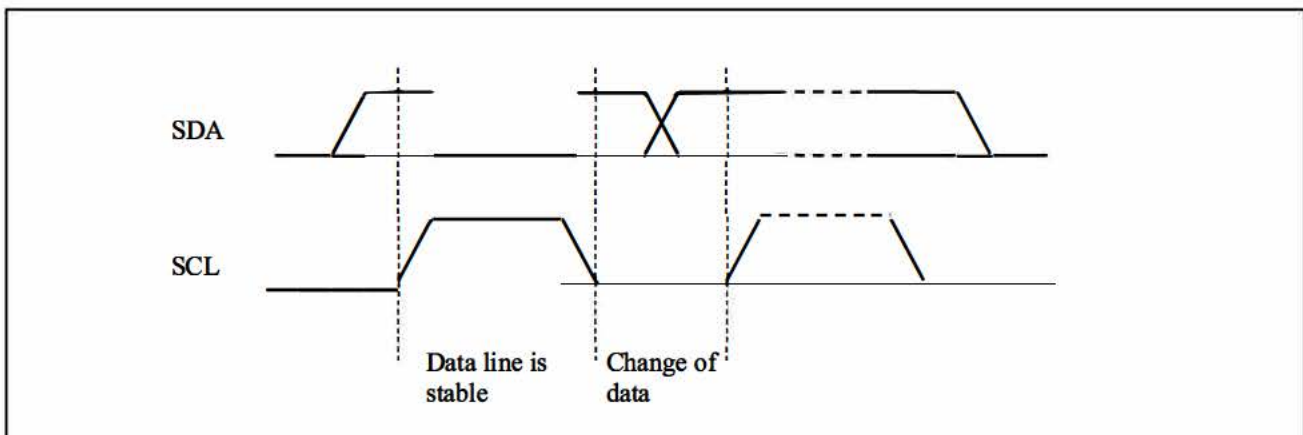 SDA
SCL
Data line is
stable
Change of
data